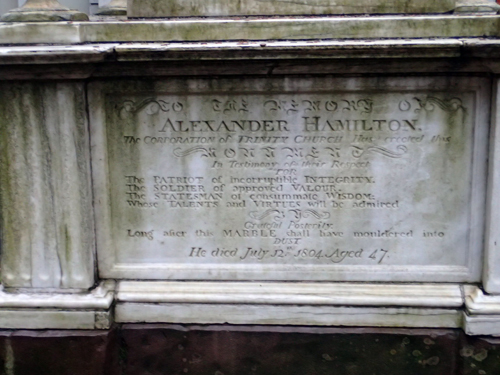 TO THE MEMORY OF
ALEXANDER HAMILTON.
The CORPORATION of TRINITY CHURCH Has erected this
MONUMENT
In Testimony of their Respect
FOR
The PATRIOT of incorruptible INTEGRITY.
The SOLDIER of approved VALOUR.
The STATESMAN of consummate WISDOM:
Whose TALENTS and VIRTUES will be admired
BY
Grateful Posterity.
Long after this MARBLE shall have mouldered into
DUST
He died July 12th 1804. Aged 47.